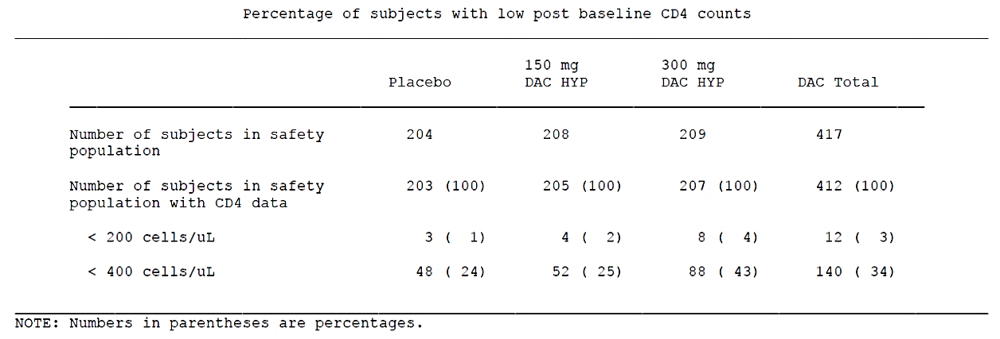 Percentage of subjects with low post baseline CD4 counts
150 mg 300 mg
Placebo DAC HYP DAC HYP DAC Total
Number of subjects in safety 204 208 209 417
population
Number of subjects in safety 203 (100) 205 (100) 207 (100) 412 (100)
population with CD4 data
< 200 cells/uL 3 ( 1) 4 ( 2) 8 ( 4) 12 ( 3)
< 400 cells/uL 48 ( 24) 52 ( 25) 88 ( 43) 140 ( 34)
NOTE: Numbers in parentheses are percentages.